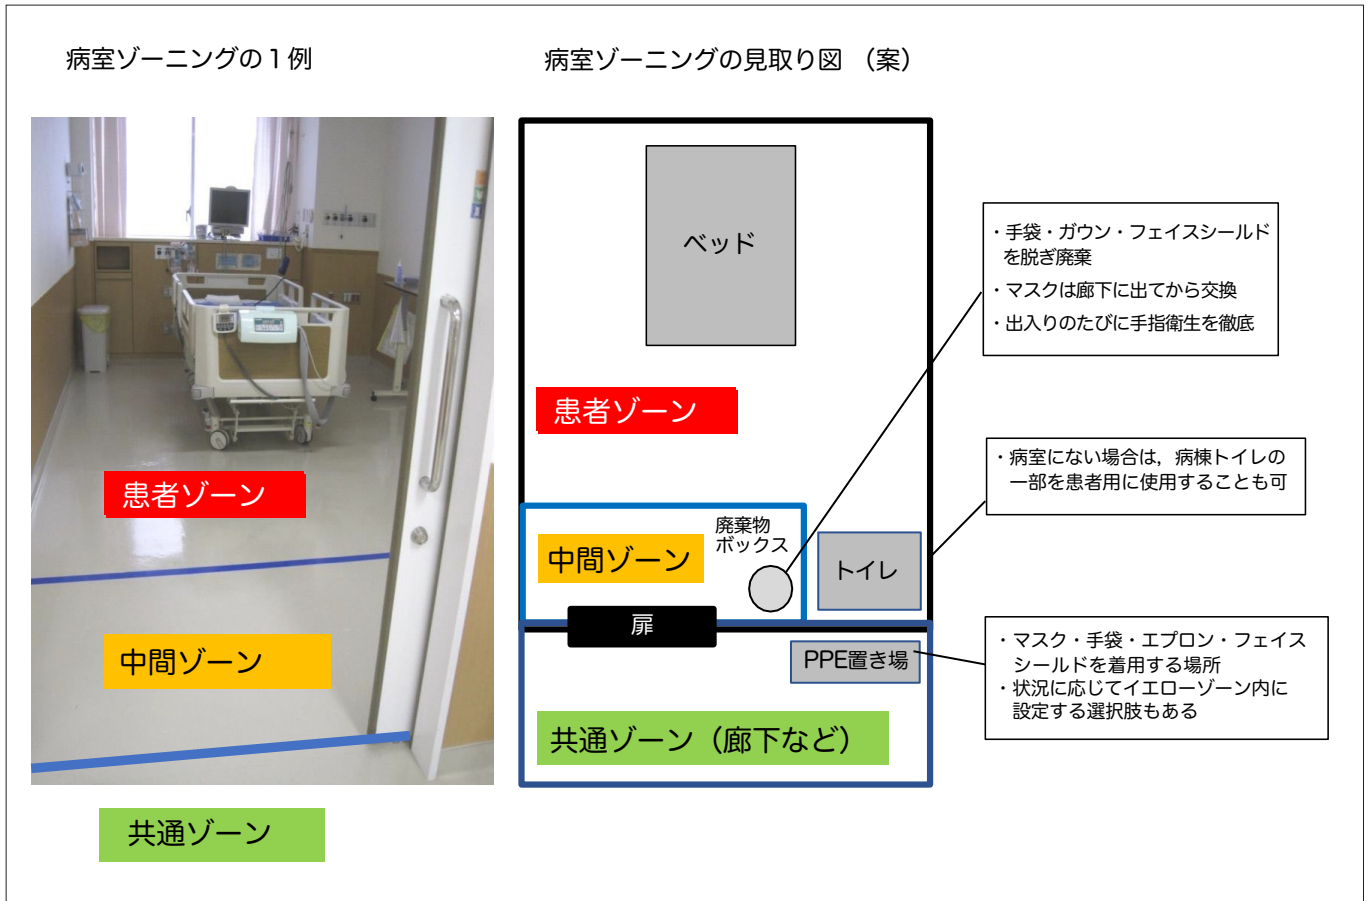 病室ゾーニングの１例
患者ゾーン
中間ゾーン
共通ゾーン
病室ゾーニングの見取り図 （案）
ベッド
患者ゾーン
中間ゾーン
廃棄物
ボックス
トイレ
扉
PPE置き場
共通ゾーン（廊下など）
・手袋・ガウン・フェイスシールド
を脱ぎ廃棄
・マスクは廊下に出てから交換
・出入りのたびに手指衛生を徹底
・病室にない場合は，病棟トイレの
一部を患者用に使用することも可
・マスク・手袋・エプロン・フェイス
シールドを着用する場所
・状況に応じてイエローゾーン内に
設定する選択肢もある